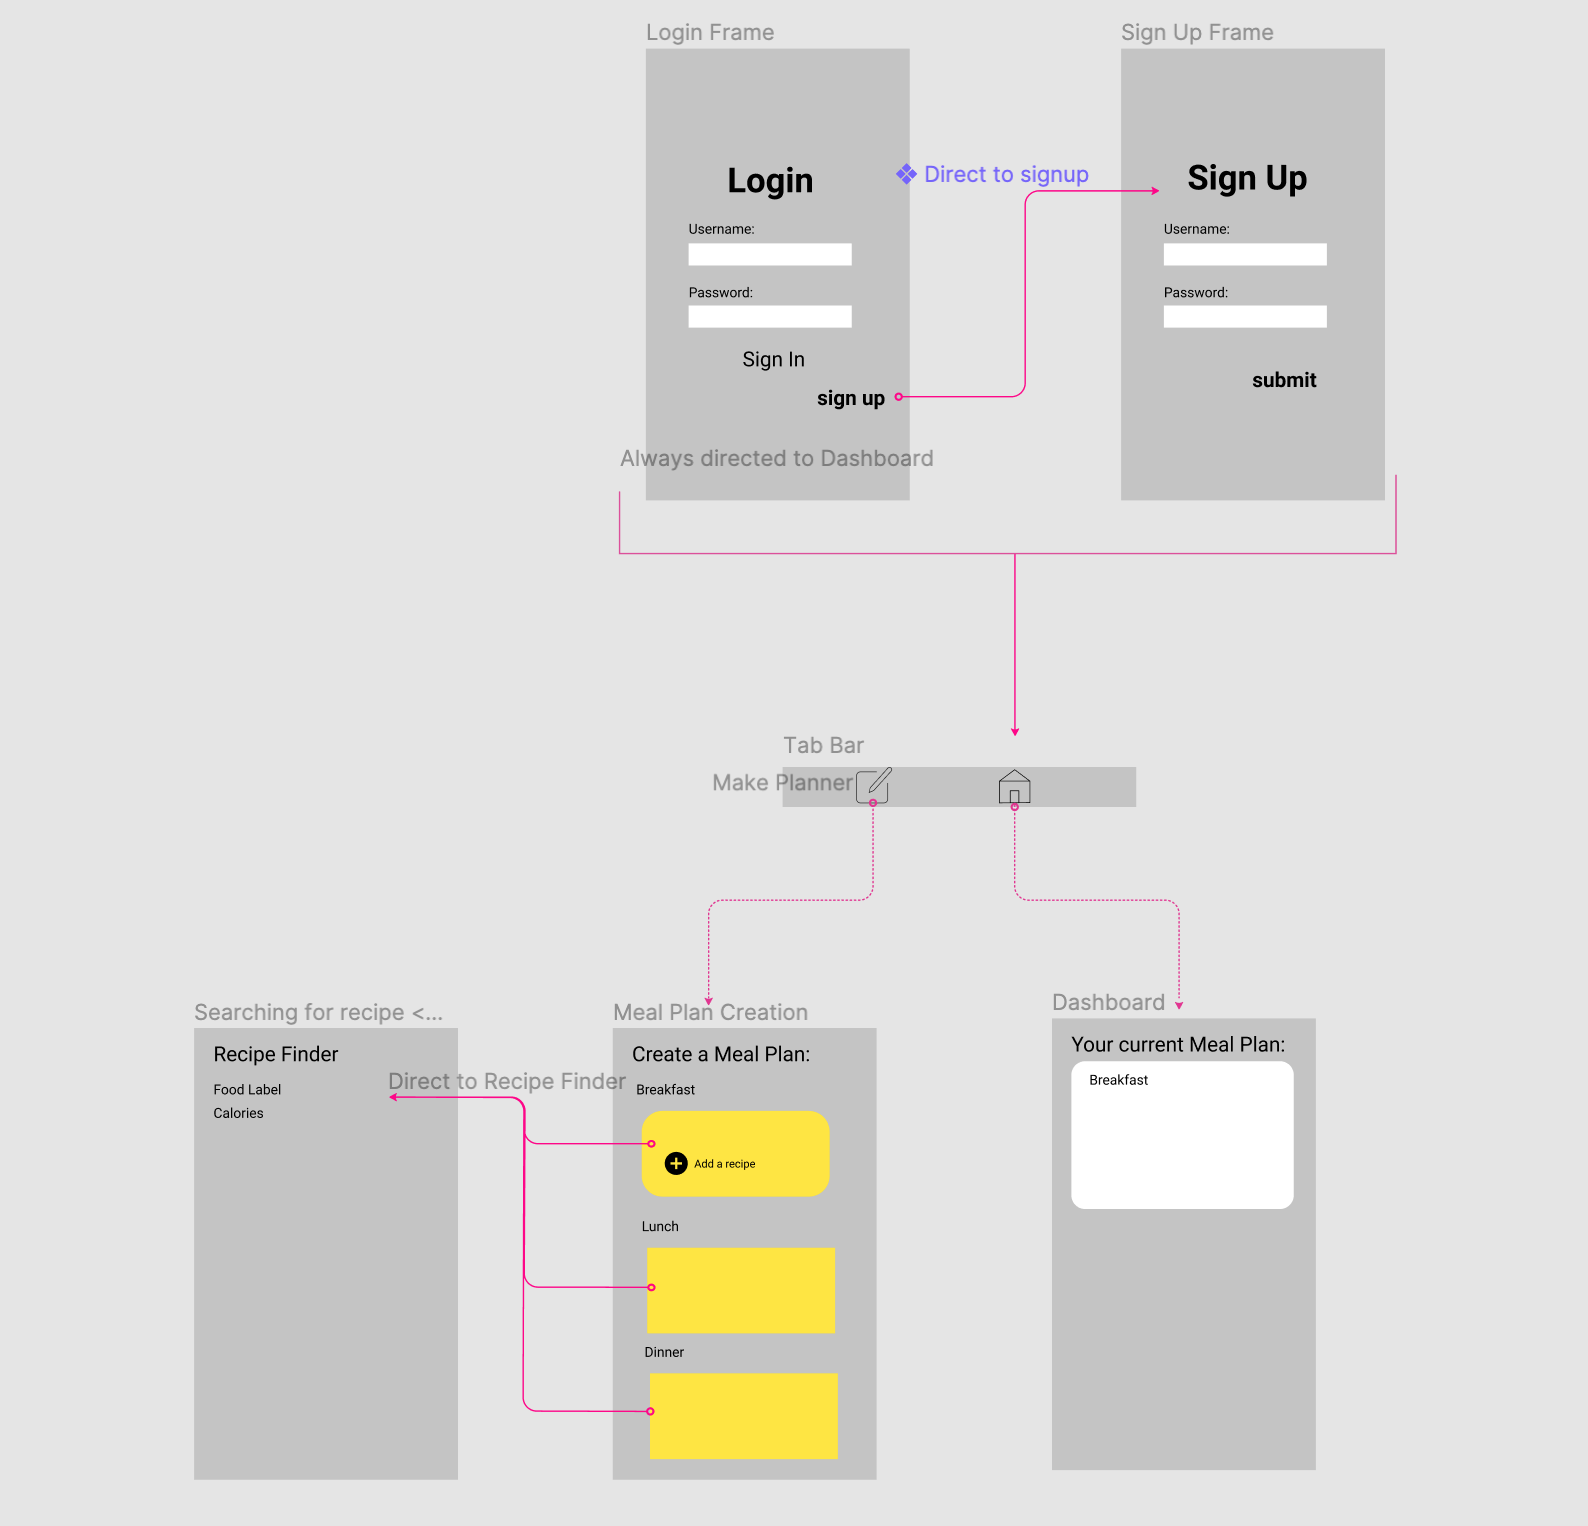 Login Frame
Sign Up Frame
Login
Direct to signup
Sign Up
Username:
Username:
Password:
Password:
Sign In
sign up
submit
Always directed to Dashboard
Tab Bar
Make Planner
Searching for recipe <...
Meal Plan Creation
Dashboard
Recipe Finder
Create a Meal Plan:
Your current Meal Plan:
Direct to Recipe Finder
Food Label
Breakfast
Breakfast
Calories
Add a recipe
Lunch
Dinner